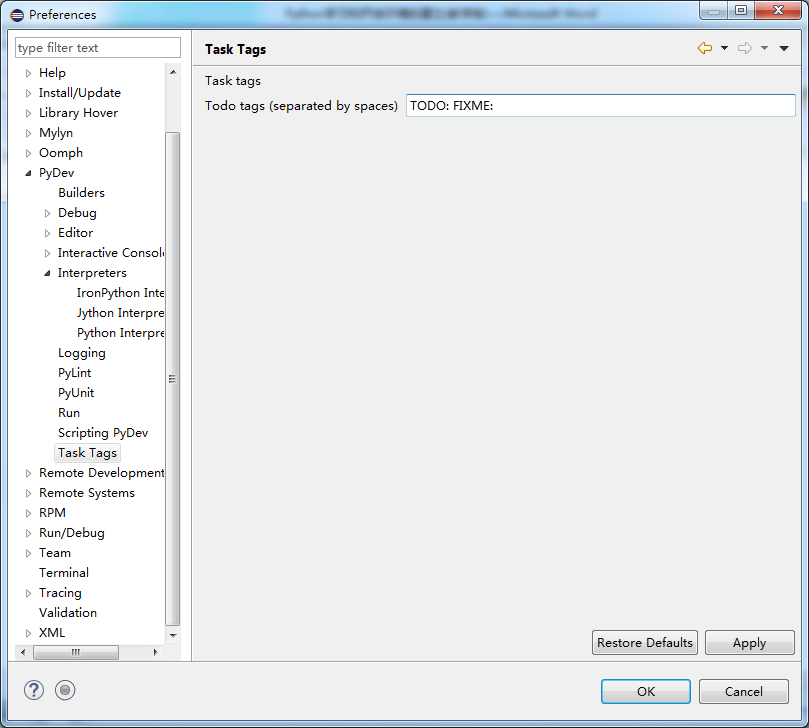 Preferences
type filter text
Help
Install/Update
Library Hover
Mylyn
Oomph
PyDev
Builders
Debug
Editor
Interactive Consol
Interpreters
IronPython Inte
Jython Interpre
Python Interpre
Logging
PyLint
PyUnit
Run
Scripting PyDev
Task Tags
Remote Development
Remote Systems
RPM
Run/Debug
Team
Terminal
Tracing
Validation
XML
Task Tags
Task tags
Todo tags (separated by spaces) TODO: FIXME:
Restore Defaults Apply
? OK Cancel